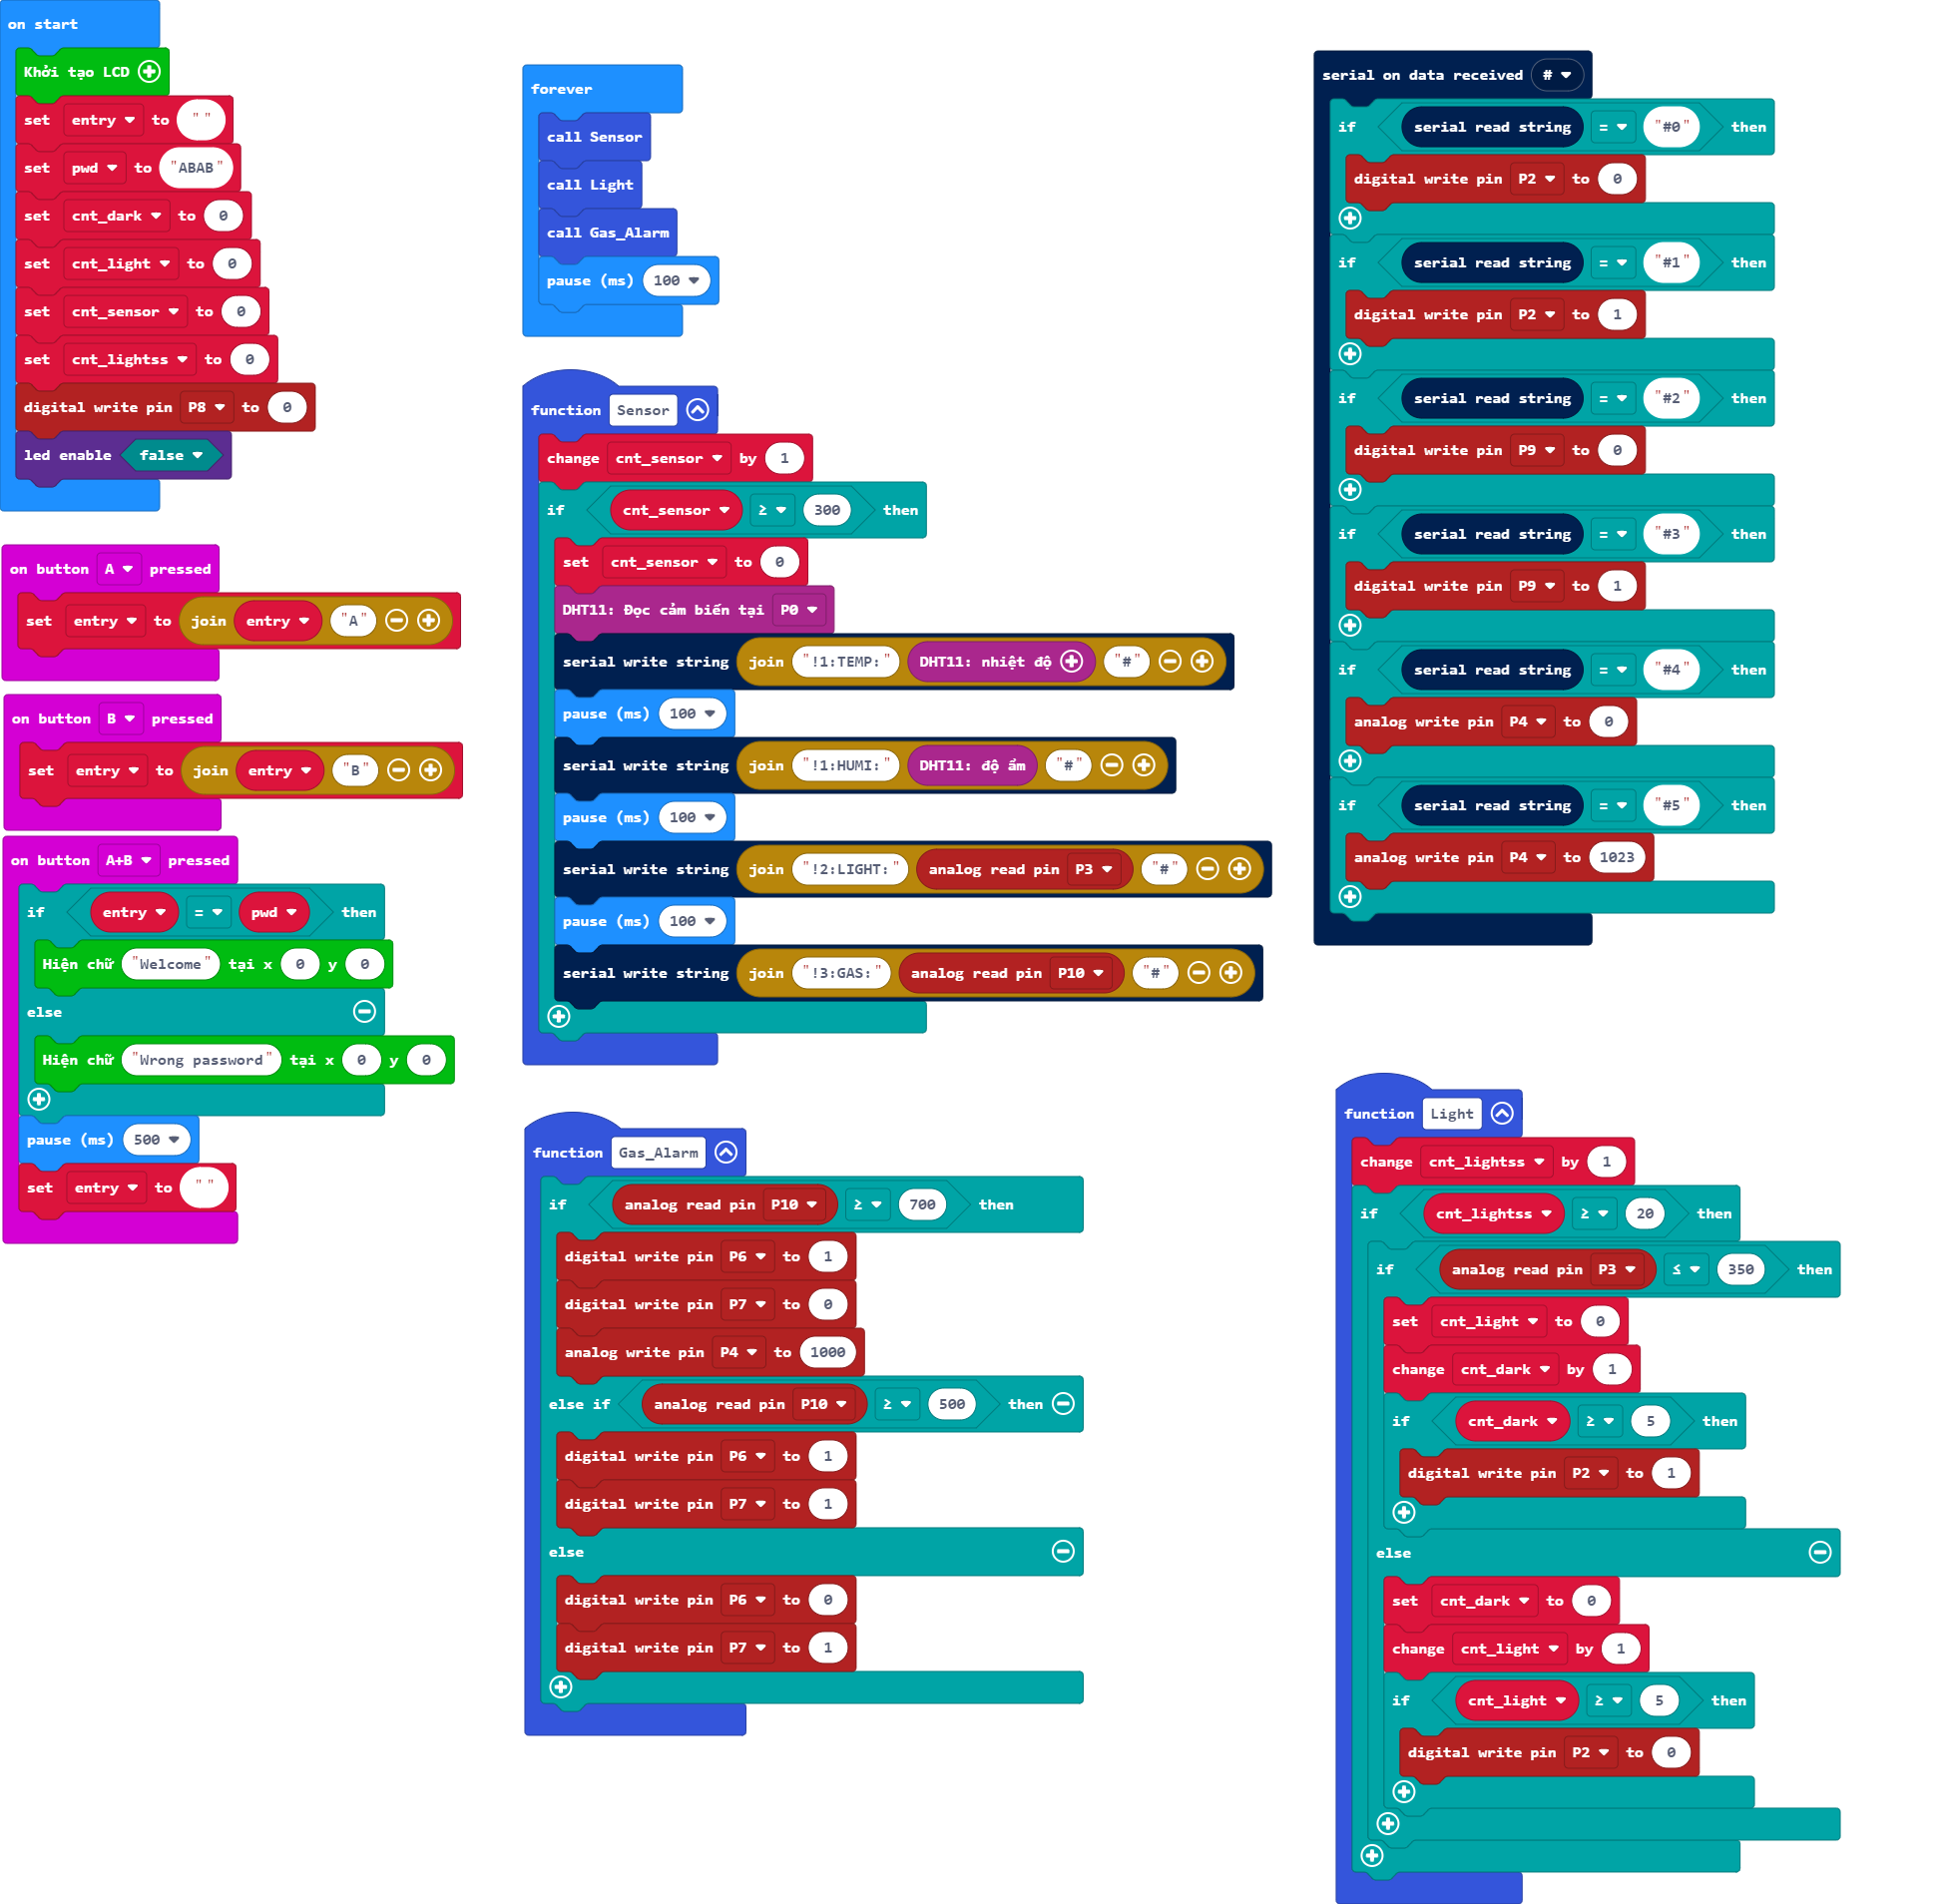 on start
Khởi tạo LCD
set entry to " "
set pwd to "ABAB"
set cnt_dark to 0
set cnt_light to 0
set cnt_sensor to 0
set cnt_lightss to 0
digital write pin P8 to 0
led enable false
on button A pressed
set entry to join entry "A"
on button B pressed
set entry to join entry "B"
on button A+B pressed
if entry = pwd then
Hiện chữ "Welcome" tại x 0 y 0
else
Hiện chữ "Wrong password" tại x 0 y 0
pause (ms) 500
set entry to " "
forever
call Sensor
call Light
call Gas_Alarm
pause (ms) 100
function Sensor
change cnt_sensor by 1
if cnt_sensor ≥ 300 then
set cnt_sensor to 0
DHT11: Đọc cảm biến tại P0
serial write string join "!1:TEMP:" DHT11: nhiệt độ "#"
pause (ms) 100
serial write string join "!1:HUMI:" DHT11: độ ẩm "#"
pause (ms) 100
serial write string join "!2:LIGHT:" analog read pin P3 "#"
pause (ms) 100
serial write string join "!3:GAS:" analog read pin P10 "#"
function Gas_Alarm
if analog read pin P10 ≥ 700 then
digital write pin P6 to 1
digital write pin P7 to 0
analog write pin P4 to 1000
else if analog read pin P10 ≥ 500 then
digital write pin P6 to 1
digital write pin P7 to 1
else
digital write pin P6 to 0
digital write pin P7 to 1
serial on data received #
if serial read string = "#0" then
digital write pin P2 to 0
if serial read string = "#1" then
digital write pin P2 to 1
if serial read string = "#2" then
digital write pin P9 to 0
if serial read string = "#3" then
digital write pin P9 to 1
if serial read string = "#4" then
analog write pin P4 to 0
if serial read string = "#5" then
analog write pin P4 to 1023
function Light
change cnt_lightss by 1
if cnt_lightss ≥ 20 then
if analog read pin P3 ≤ 350 then
set cnt_light to 0
change cnt_dark by 1
if cnt_dark ≥ 5 then
digital write pin P2 to 1
else
set cnt_dark to 0
change cnt_light by 1
if cnt_light ≥ 5 then
digital write pin P2 to 0